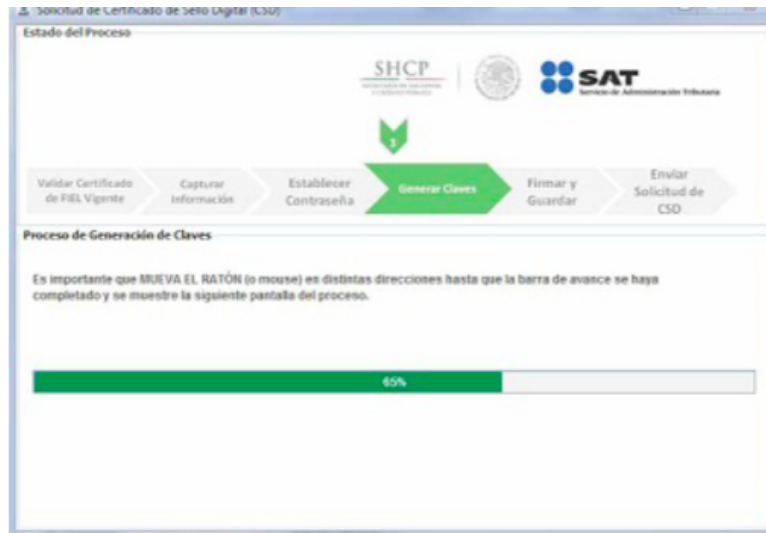 Solicitud de Certificado de Sello Digital (CSD)
Estado del Proceso
SHCP
SAT
Servicio de Administración Tributaria
3
Validar Certificado
de FIEL Vigente
Capturar
Información
Establecer
Contraseña
Generar Claves
Firmar y
Guardar
Enviar
Solicitud de
CSD
Proceso de Generación de Claves
Es importante que MUEVA EL RATÓN (o mouse) en distintas direcciones hasta que la barra de avance se haya
completado y se muestre la siguiente pantalla del proceso.
65%